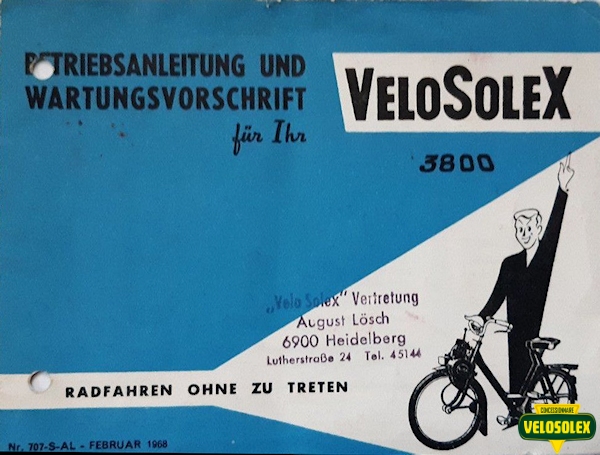 BETRIEBSANLEITUNG UND
WARTUNGSVORSCHRIFT
für Ihr
VELOSOLEX
3800
„Velo Solex" Vertretung
August Lösch
6900 Heidelberg
Lutherstraße 24 Tel. 45144
RADFAHREN OHNE ZU TRETEN
Nr. 707-S-AL - FEBRUAR 1968
CONCESSIONNAIRE
VELOSOLEX